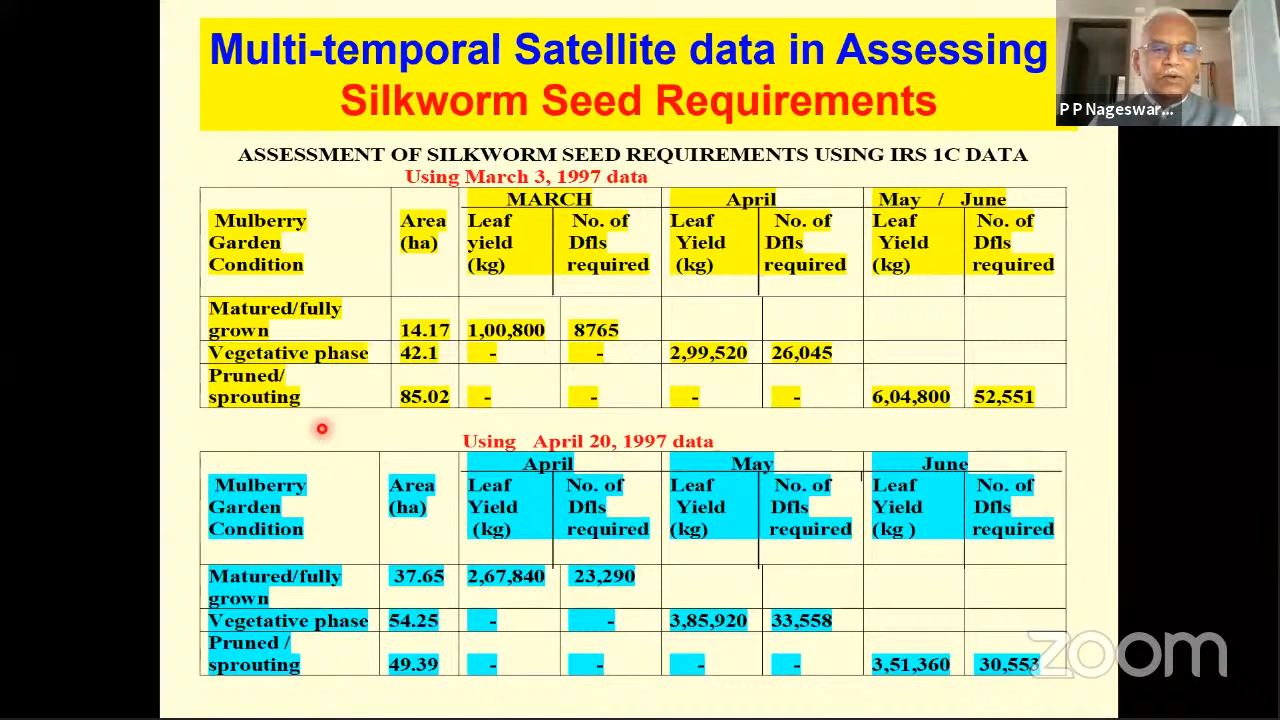 Multi-temporal Satellite data in Assessing
Silkworm Seed Requirements
P P Nageswar...
ASSESSMENT OF SILKWORM SEED REQUIREMENTS USING IRS 1C DATA
Using March 3, 1997 data
MARCH April May / June
Mulberry Area Leaf No. of Leaf No. of Leaf No. of
Garden (ha) yield Dfls Yield Dfls Yield Dfls
Condition (kg) required (kg) required (kg) required
Matured/fully
grown 14.17 1,00,800 8765
Vegetative phase 42.1 - - 2,99,520 26,045
Pruned/
sprouting 85.02 - - - - 6,04,800 52,551
Using April 20, 1997 data
April May June
Mulberry Area Leaf No. of Leaf No. of Leaf No. of
Garden (ha) Yield Dfls Yield Dfls Yield Dfls
Condition (kg) required (kg) required (kg ) required
Matured/fully 37.65 2,67,840 23,290
grown
Vegetative phase 54.25 - - 3,85,920 33,558
Pruned /
sprouting 49.39 - - - - 3,51,360 30,553
zoom